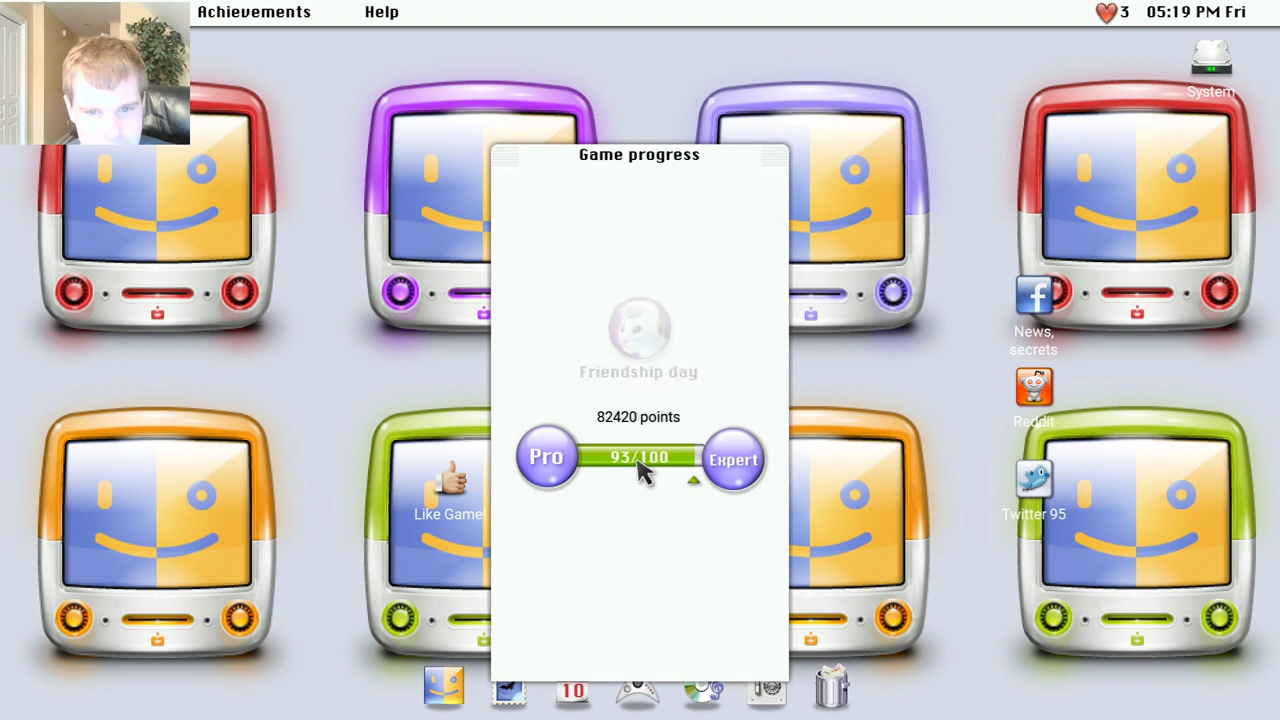 Achievements
Help
3
05:19 PM Fri
System
Game progress
News,
secrets
Friendship day
82420 points
Reddit
Pro
93/100
Expert
Like Game!
Twitter 95
10